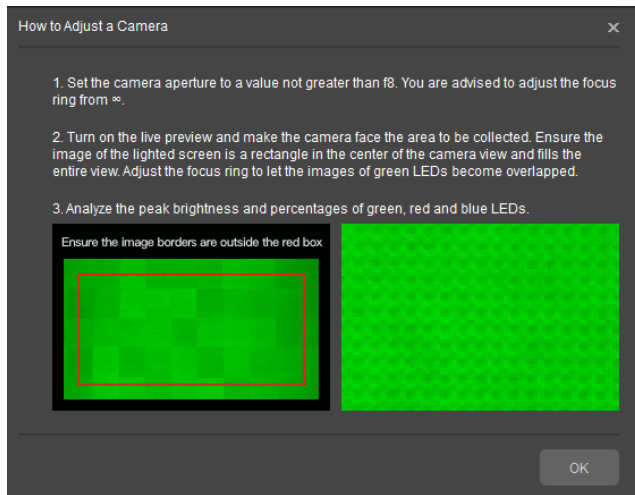 How to Adjust a Camera
1. Set the camera aperture to a value not greater than f8. You are advised to adjust the focus
ring from ∞.
2. Turn on the live preview and make the camera face the area to be collected. Ensure the
image of the lighted screen is a rectangle in the center of the camera view and fills the
entire view. Adjust the focus ring to let the images of green LEDs become overlapped.
3. Analyze the peak brightness and percentages of green, red and blue LEDs.
Ensure the image borders are outside the red box
OK